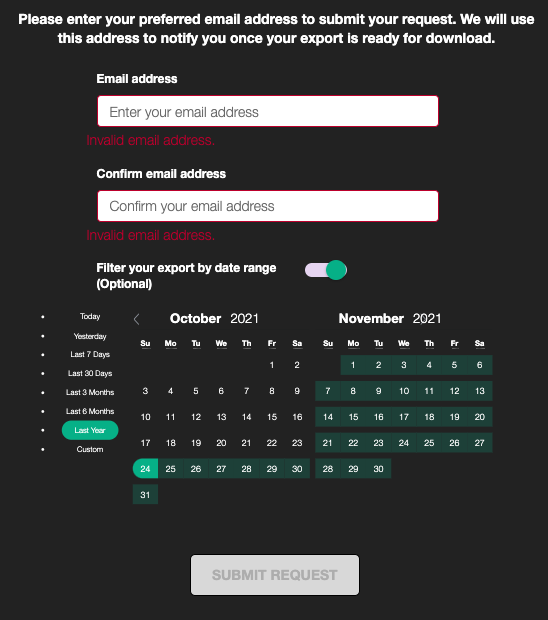 Please enter your preferred email address to submit your request. We will use
this address to notify you once your export is ready for download.
Email address
Enter your email address
Invalid email address.
Confirm email address
Confirm your email address
Invalid email address.
Filter your export by date range
(Optional)
Today
Yesterday
Last 7 Days
Last 30 Days
Last 3 Months
Last 6 Months
Last Year
Custom
October 2021
Su Mo Tu We Th Fr Sa
1 2
3 4 5 6 7 8 9
10 11 12 13 14 15 16
17 18 19 20 21 22 23
24 25 26 27 28 29 30
31
November 2021
Su Mo Tu We Th Fr Sa
1 2 3 4 5 6
7 8 9 10 11 12 13
14 15 16 17 18 19 20
21 22 23 24 25 26 27
28 29 30
SUBMIT REQUEST